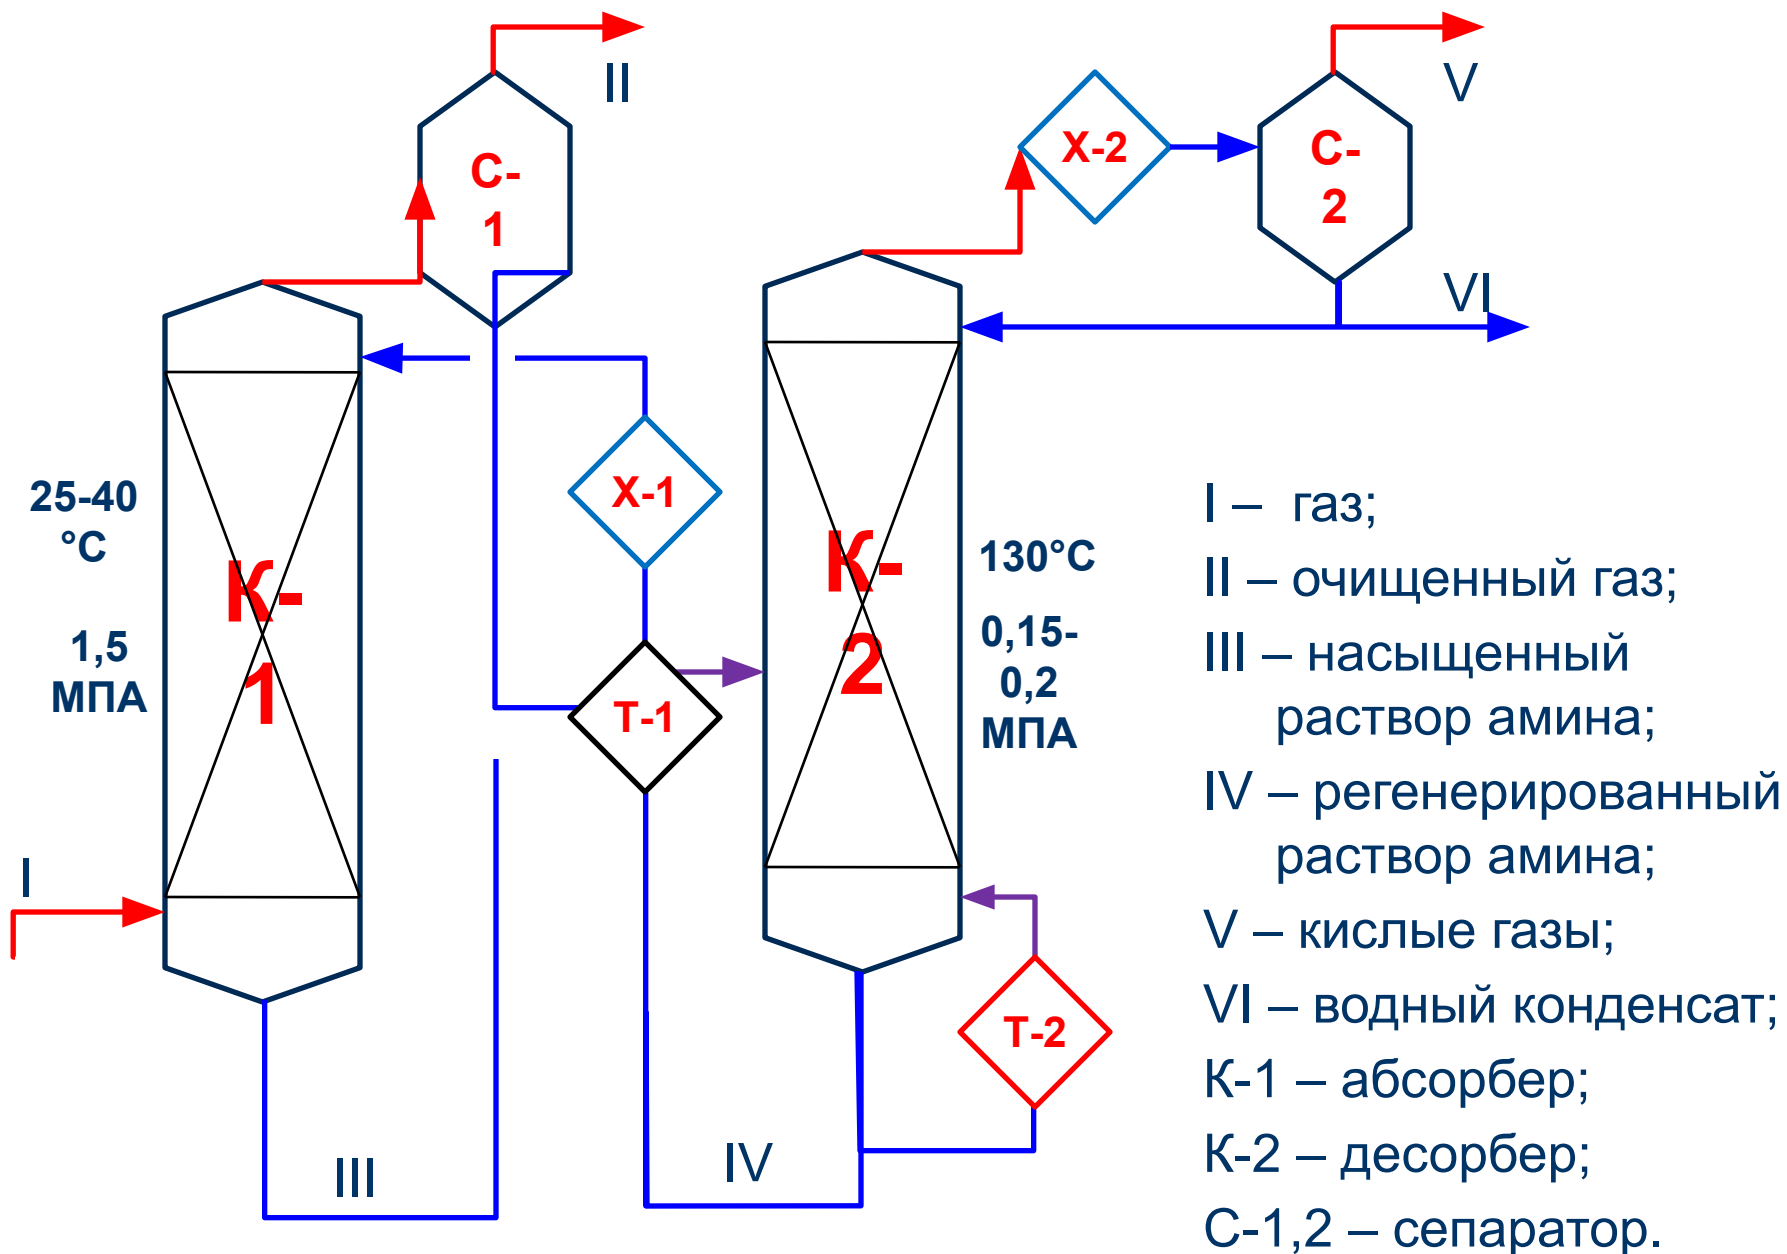 II
V
С-
1
Х-2
С-
2
VI
25-40
°С
1,5
МПА
К-
1
Х-1
Т-1
К-
2
130°С
0,15-
0,2
МПА
I
III
IV
Т-2
I – газ;
II – очищенный газ;
III – насыщенный
раствор амина;
IV – регенерированный
раствор амина;
V – кислые газы;
VI – водный конденсат;
К-1 – абсорбер;
К-2 – десорбер;
С-1,2 – сепаратор.